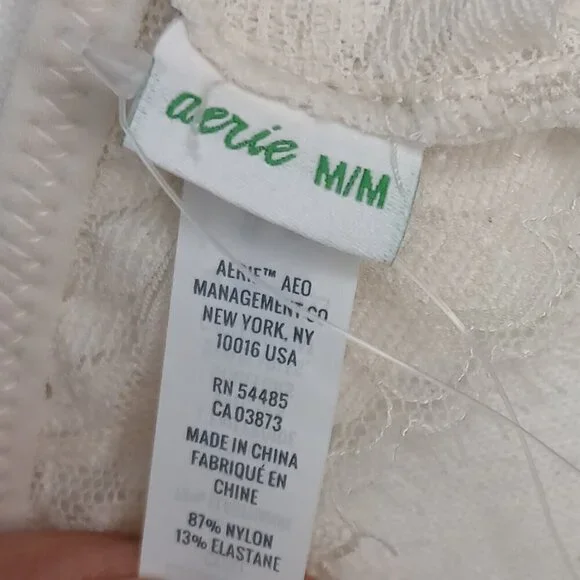 aerie M/M
AERIE™ AEO
MANAGEMENT CO
NEW YORK, NY
10016 USA
RN 54485
CA 03873
MADE IN CHINA
FABRIQUÉ EN
CHINE
87% NYLON
13% ELASTANE